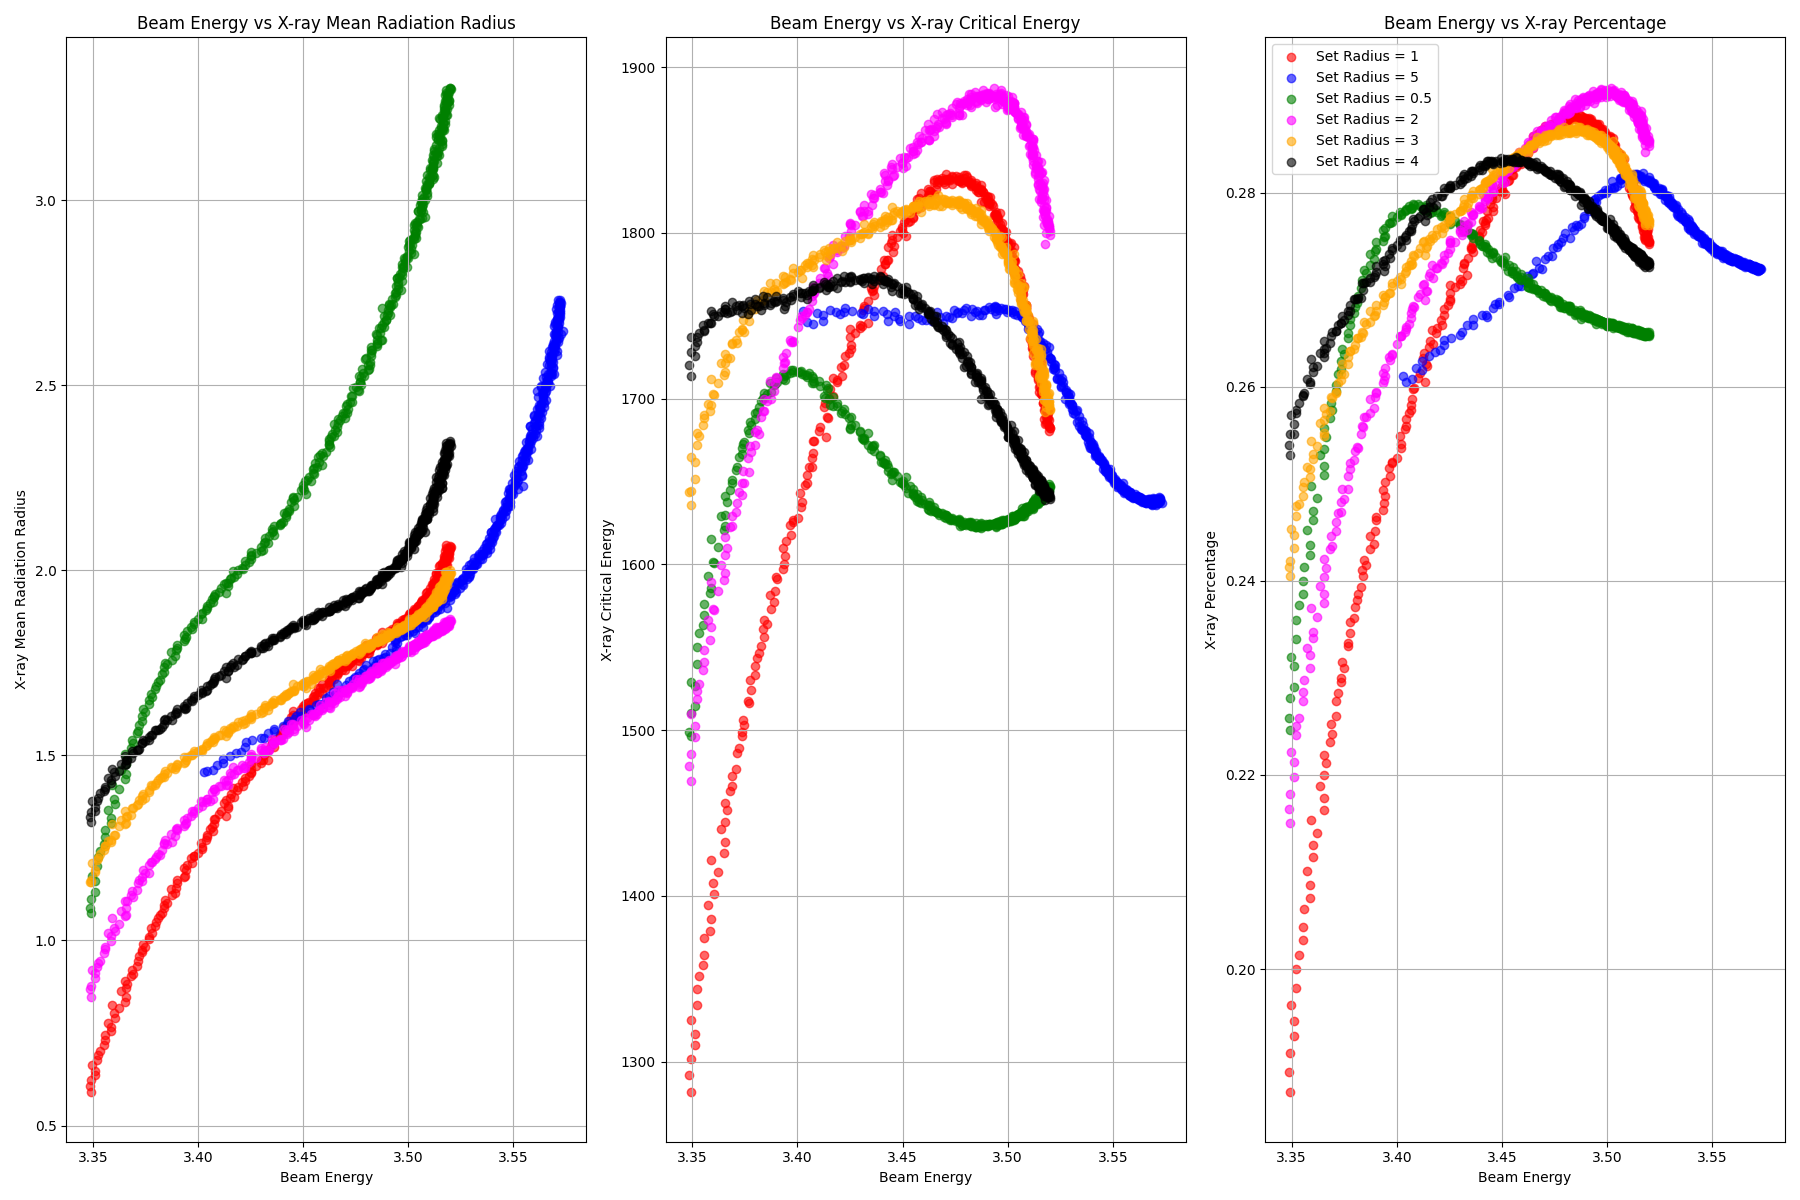 Beam Energy vs X-ray Mean Radiation Radius
X-ray Mean Radiation Radius
3.0
2.5
2.0
1.5
1.0
0.5
3.35 3.40 3.45 3.50 3.55
Beam Energy
Beam Energy vs X-ray Critical Energy
X-ray Critical Energy
1900
1800
1700
1600
1500
1400
1300
3.35 3.40 3.45 3.50 3.55
Beam Energy
Beam Energy vs X-ray Percentage
Set Radius = 1
Set Radius = 5
Set Radius = 0.5
Set Radius = 2
Set Radius = 3
Set Radius = 4
X-ray Percentage
0.28
0.26
0.24
0.22
0.20
3.35 3.40 3.45 3.50 3.55
Beam Energy